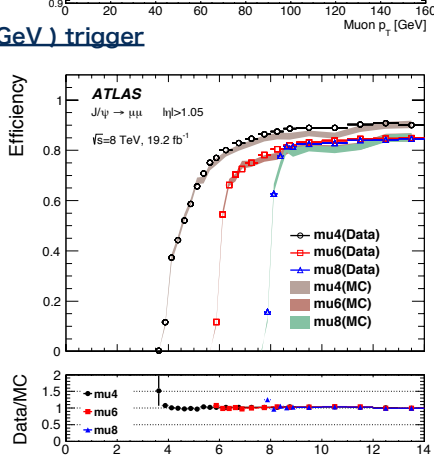 0.9
0 20 40 60 80 100 120 140 160
Muon p_T [GeV]
GeV ) trigger
Efficiency
ATLAS
J/ψ → μμ |η|>1.05
√s=8 TeV, 19.2 fb⁻¹
1
0.8
0.6
0.4
0.2
0
mu4(Data)
mu6(Data)
mu8(Data)
mu4(MC)
mu6(MC)
mu8(MC)
Data/MC
2
1.5
1
0.5
0
mu4
mu6
mu8
0 2 4 6 8 10 12 14